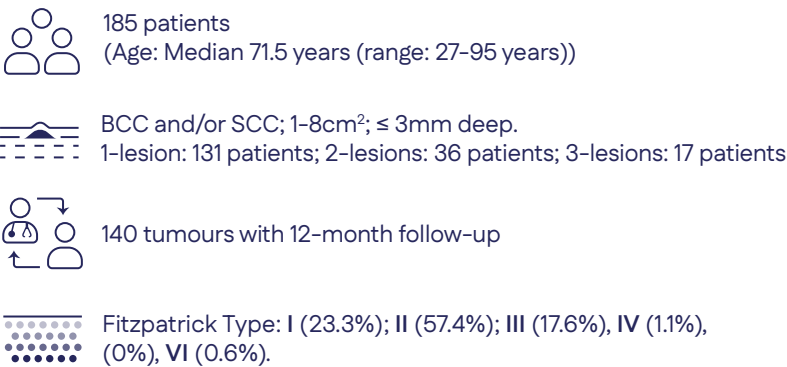 185 patients
(Age: Median 71.5 years (range: 27-95 years))
BCC and/or SCC; 1-8cm²; ≤ 3mm deep.
1-lesion: 131 patients; 2-lesions: 36 patients; 3-lesions: 17 patients
140 tumours with 12-month follow-up
Fitzpatrick Type: I (23.3%); II (57.4%); III (17.6%), IV (1.1%),
(0%), VI (0.6%).